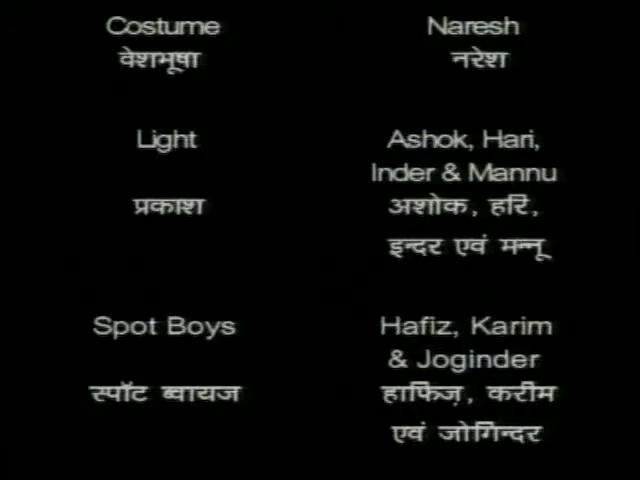 Costume Naresh
वेशभूषा नरेश
Light Ashok, Hari,
Inder & Mannu
प्रकाश अशोक, हरि,
इन्दर एवं मन्नू
Spot Boys Hafiz, Karim
& Joginder
स्पॉट ब्वायज हाफिज़, करीम
एवं जोगिन्दर